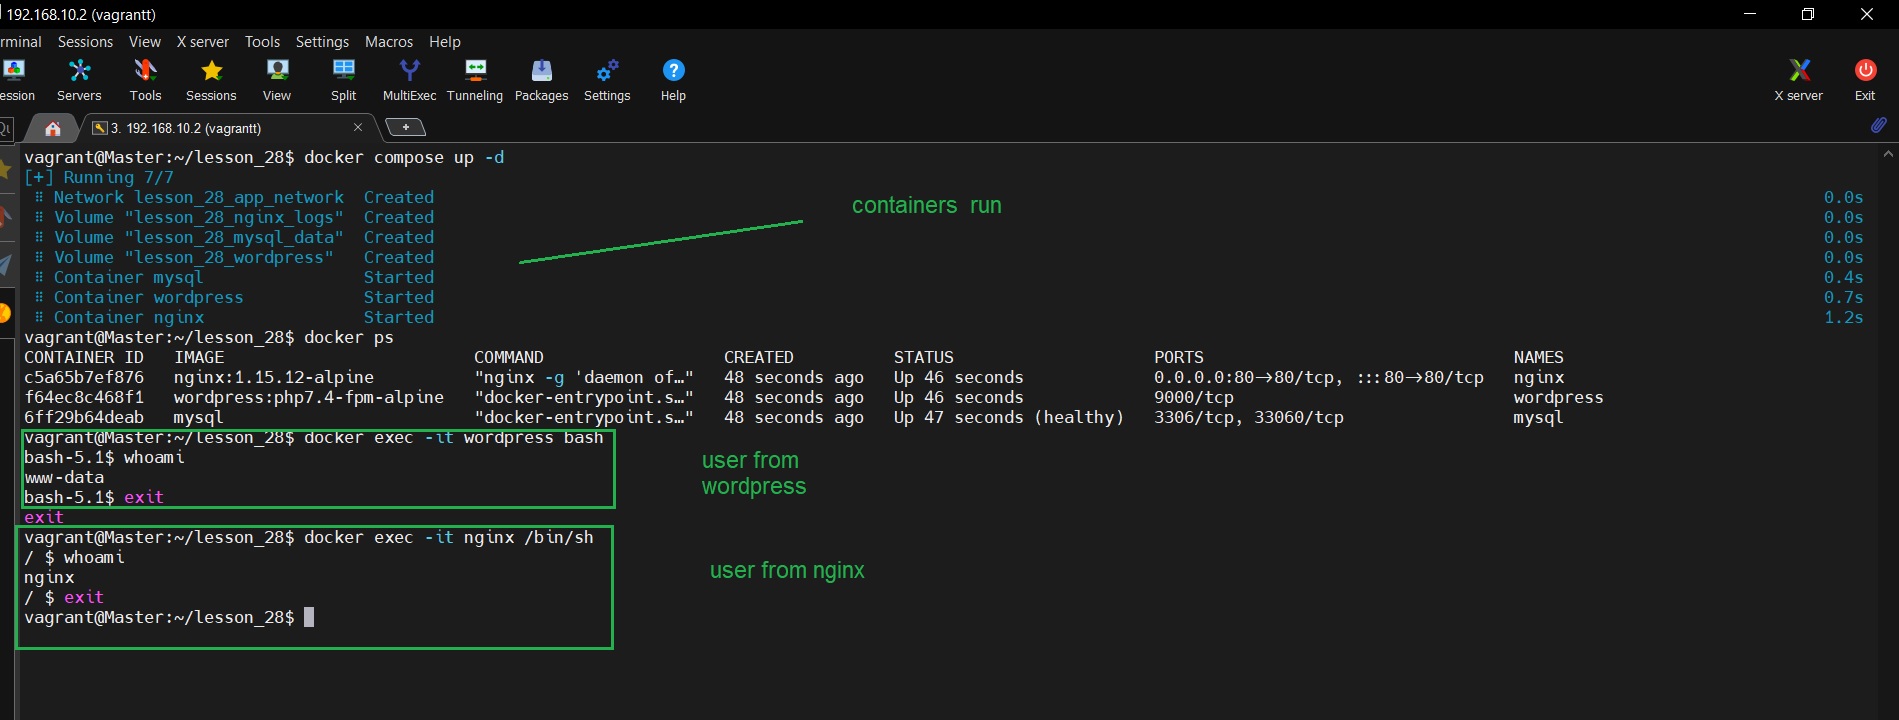 192.168.10.2 (vagrantt)
rminal Sessions View X server Tools Settings Macros Help
ession Servers Tools Sessions View Split MultiExec Tunneling Packages Settings Help X server Exit
3. 192.168.10.2 (vagrantt)
vagrant@Master:~/lesson_28$ docker compose up -d
[+] Running 7/7
⠿ Network lesson_28_app_network Created 0.0s
⠿ Volume "lesson_28_nginx_logs" Created 0.0s
⠿ Volume "lesson_28_mysql_data" Created 0.0s
⠿ Volume "lesson_28_wordpress" Created 0.0s
⠿ Container mysql Started 0.4s
⠿ Container wordpress Started 0.7s
⠿ Container nginx Started 1.2s
containers run
vagrant@Master:~/lesson_28$ docker ps
CONTAINER ID IMAGE COMMAND CREATED STATUS PORTS NAMES
c5a65b7ef876 nginx:1.15.12-alpine "nginx -g 'daemon of…" 48 seconds ago Up 46 seconds 0.0.0.0:80->80/tcp, :::80->80/tcp nginx
f64ec8c468f1 wordpress:php7.4-fpm-alpine "docker-entrypoint.s…" 48 seconds ago Up 46 seconds 9000/tcp wordpress
6ff29b64deab mysql "docker-entrypoint.s…" 48 seconds ago Up 47 seconds (healthy) 3306/tcp, 33060/tcp mysql
vagrant@Master:~/lesson_28$ docker exec -it wordpress bash
bash-5.1$ whoami
www-data
bash-5.1$ exit
exit
user from
wordpress
vagrant@Master:~/lesson_28$ docker exec -it nginx /bin/sh
/ $ whoami
nginx
/ $ exit
vagrant@Master:~/lesson_28$
user from nginx